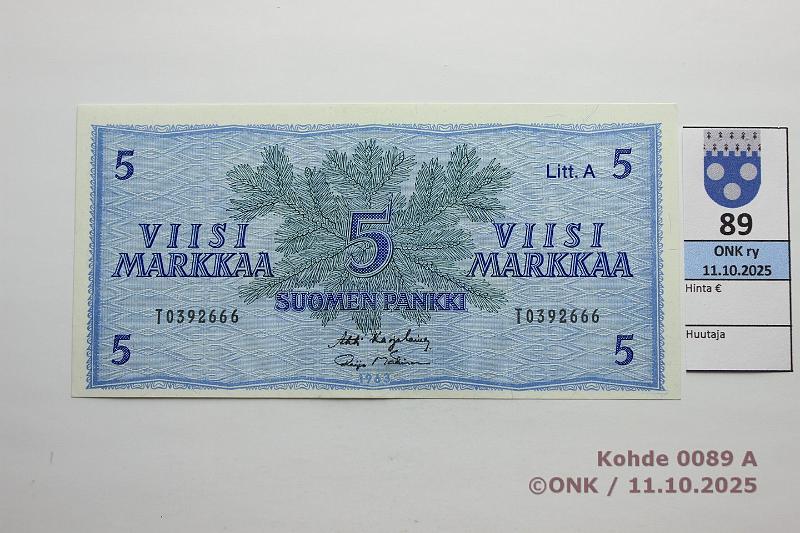 5 Litt. A 5
VIISI MARKKAA
5
VIISI MARKKAA
SUOMEN PANKKI
T0392666 T0392666
5 5
1963
89
ONK ry
11.10.2025
Hinta €
Huutaja
Kohde 0089 A
©ONK / 11.10.2025